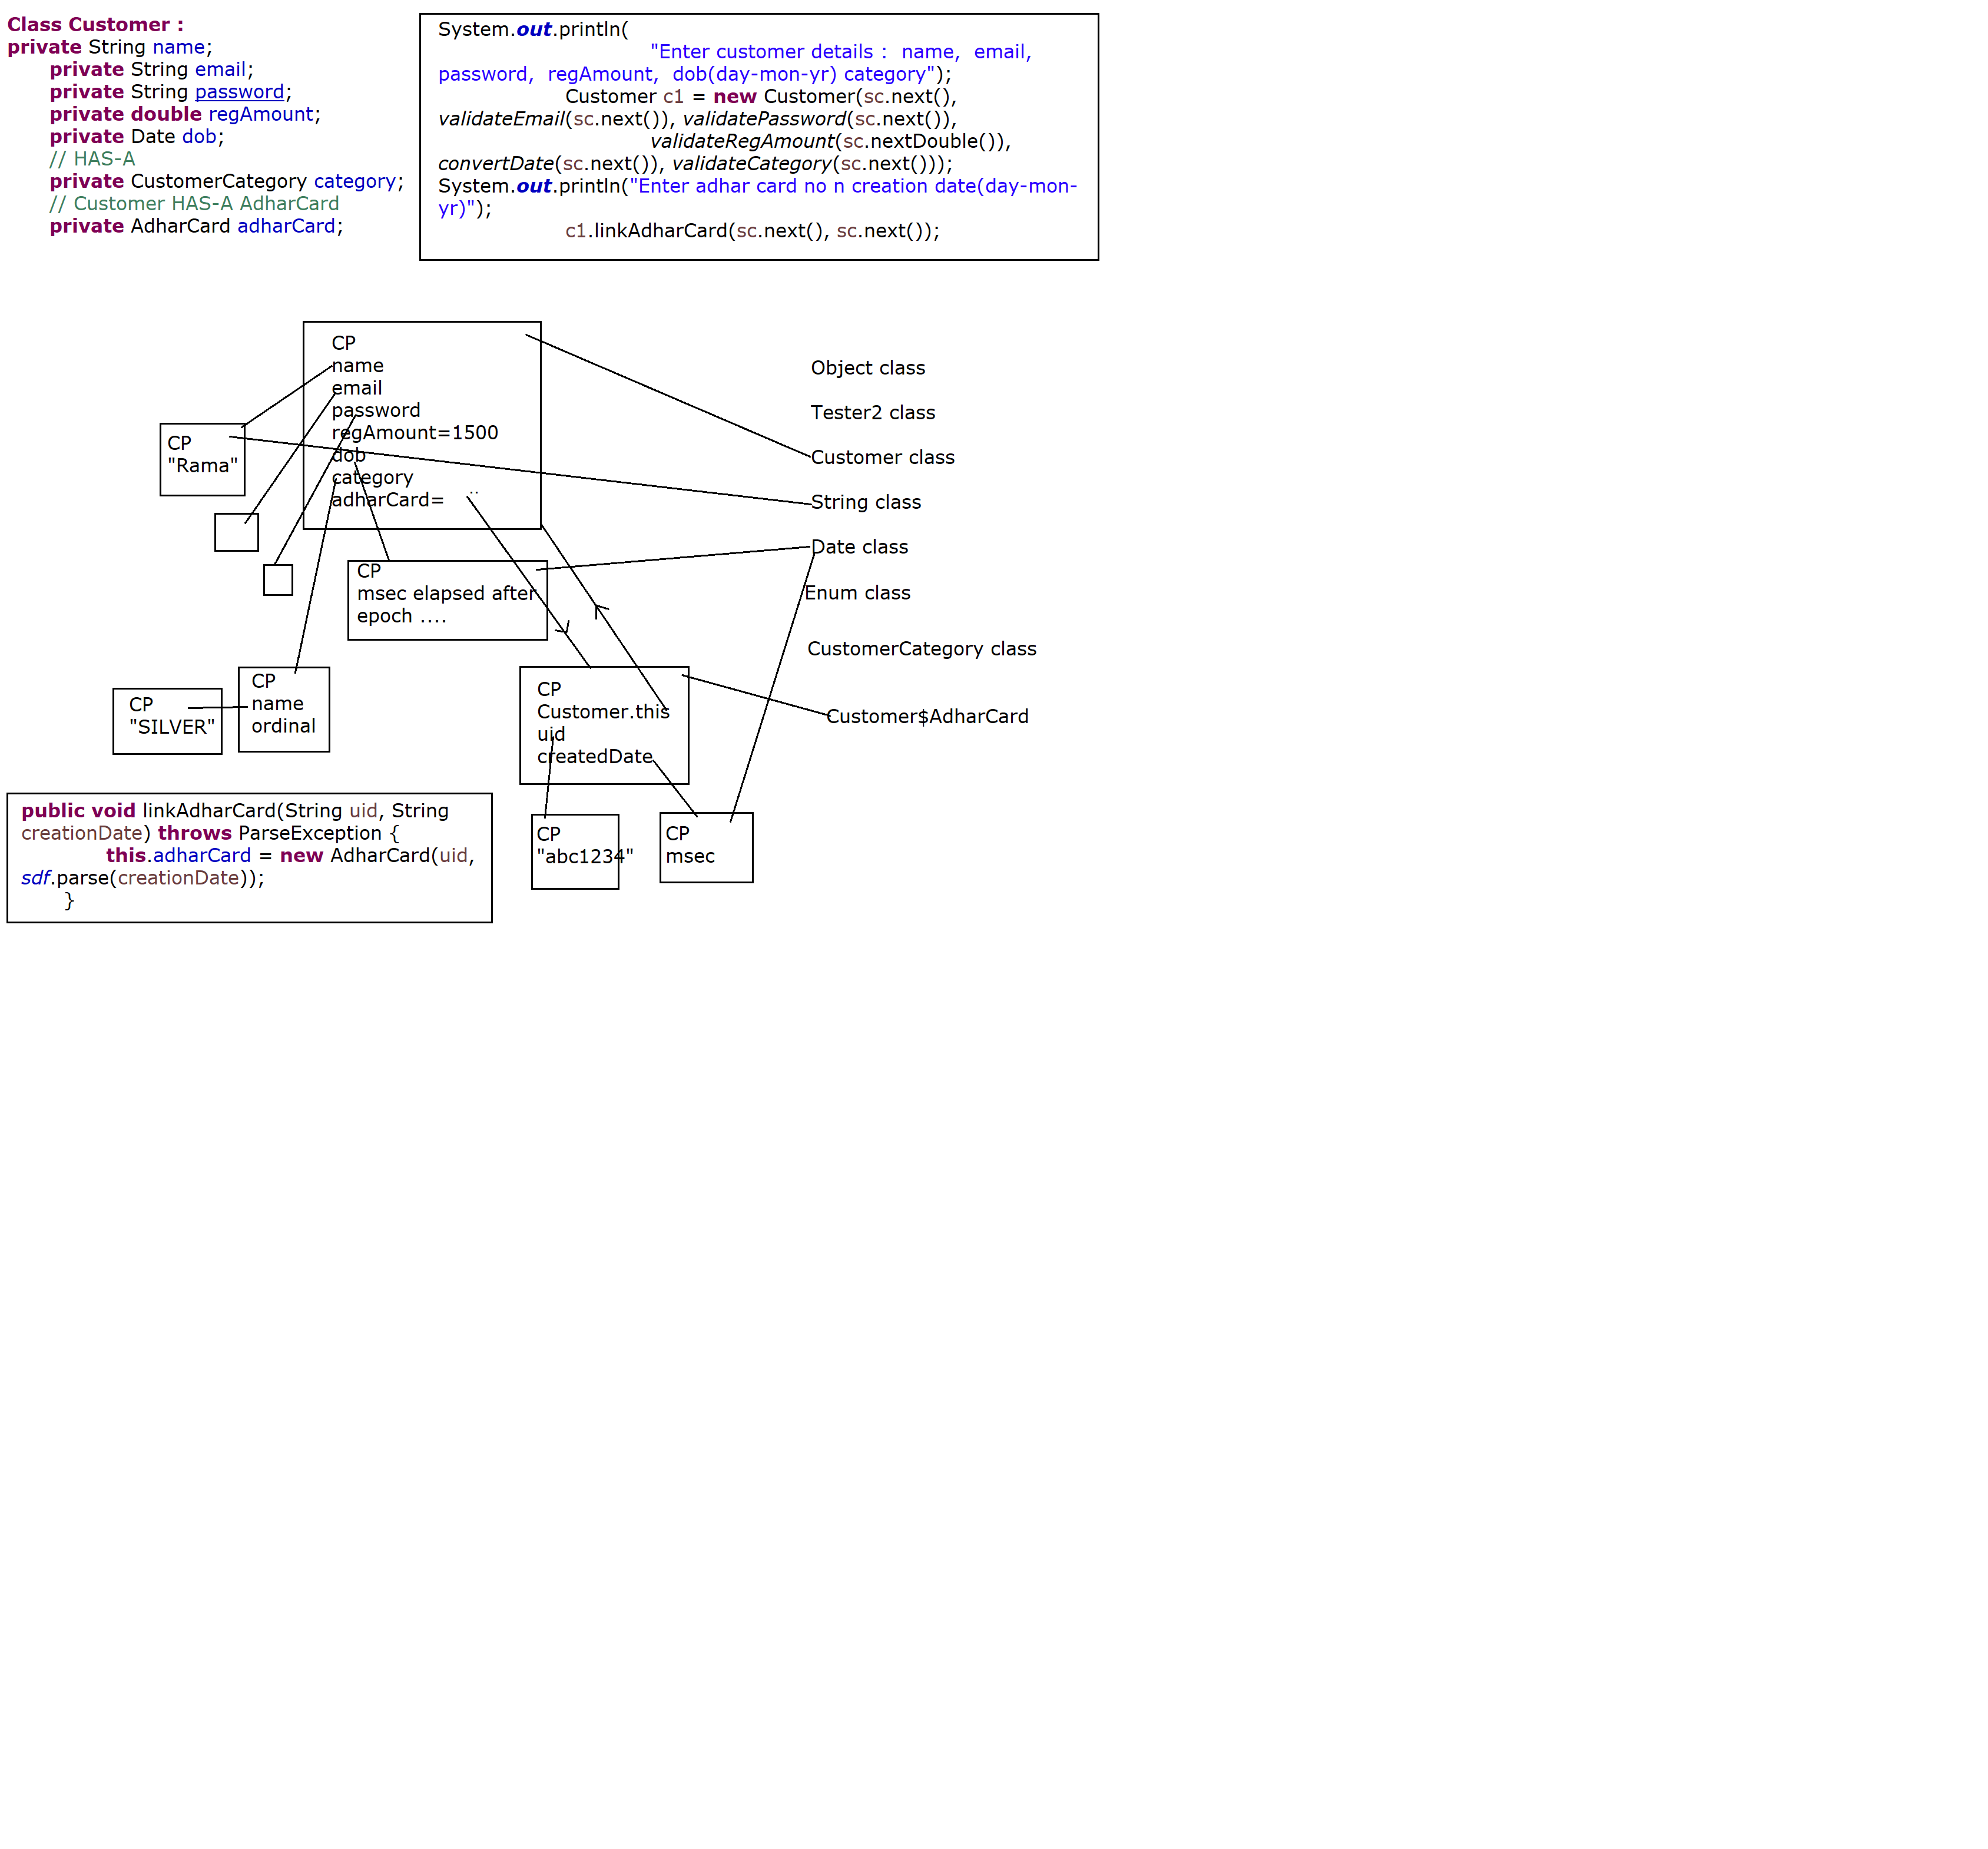 Class Customer :
private String name;
private String email;
private String password;
private double regAmount;
private Date dob;
// HAS-A
private CustomerCategory category;
// Customer HAS-A AdharCard
private AdharCard adharCard;
System.out.println(
"Enter customer details :  name,  email,
password,  regAmount,  dob(day-mon-yr) category");
Customer c1 = new Customer(sc.next(),
validateEmail(sc.next()), validatePassword(sc.next()),
validateRegAmount(sc.nextDouble()),
convertDate(sc.next()), validateCategory(sc.next()));
System.out.println("Enter adhar card no n creation date(day-mon-
yr)");
c1.linkAdharCard(sc.next(), sc.next());
CP
name
email
password
regAmount=1500
dob
category
adharCard=
CP
"Rama"
CP
msec elapsed after
epoch ....
CP
name
ordinal
CP
"SILVER"
CP
Customer.this
uid
createdDate
CP
"abc1234"
CP
msec
Object class
Tester2 class
Customer class
String class
Date class
Enum class
CustomerCategory class
Customer$AdharCard
public void linkAdharCard(String uid, String
creationDate) throws ParseException {
this.adharCard = new AdharCard(uid,
sdf.parse(creationDate));
}